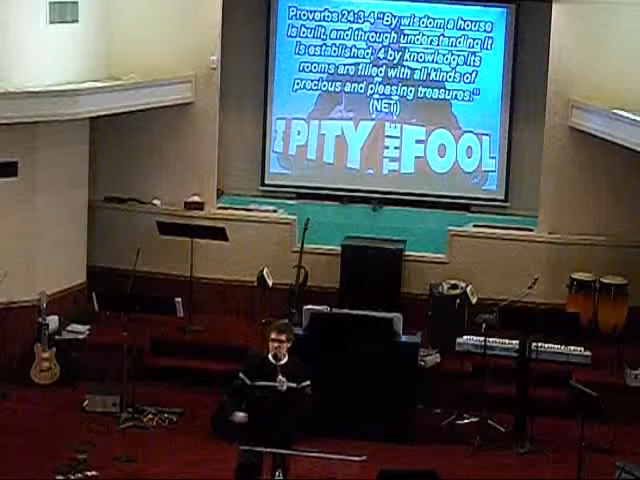 Proverbs 24:3-4 "By wisdom a house
is built, and through understanding it
is established; 4 by knowledge its
rooms are filled with all kinds of
precious and pleasing treasures."
(NET)
I PITY THE FOOL